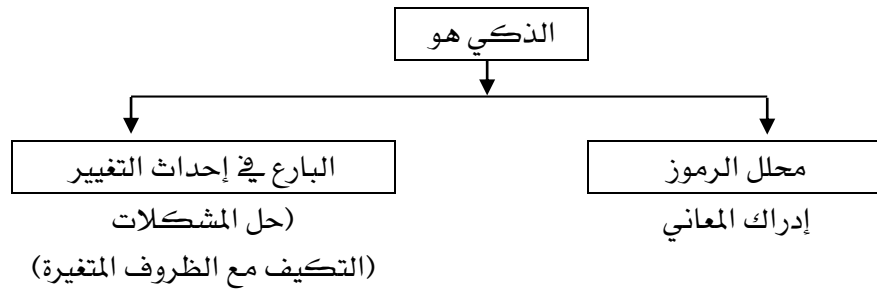 الذكي هو
محلل الرموز
إدراك المعاني
البارع في إحداث التغيير
(حل المشكلات
(التكيف مع الظروف المتغيرة)